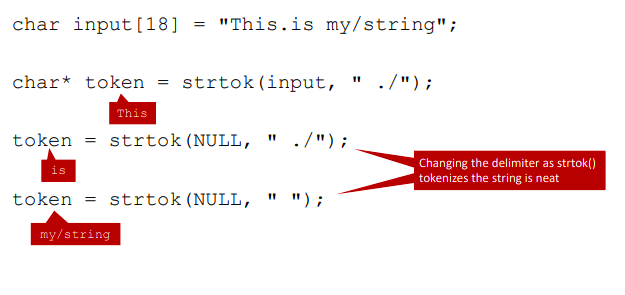 char input[18] = "This.is my/string";
char* token = strtok(input, " ./");
This
token = strtok(NULL, " ./");
is
Changing the delimiter as strtok()
tokenizes the string is neat
token = strtok(NULL, " ");
my/string